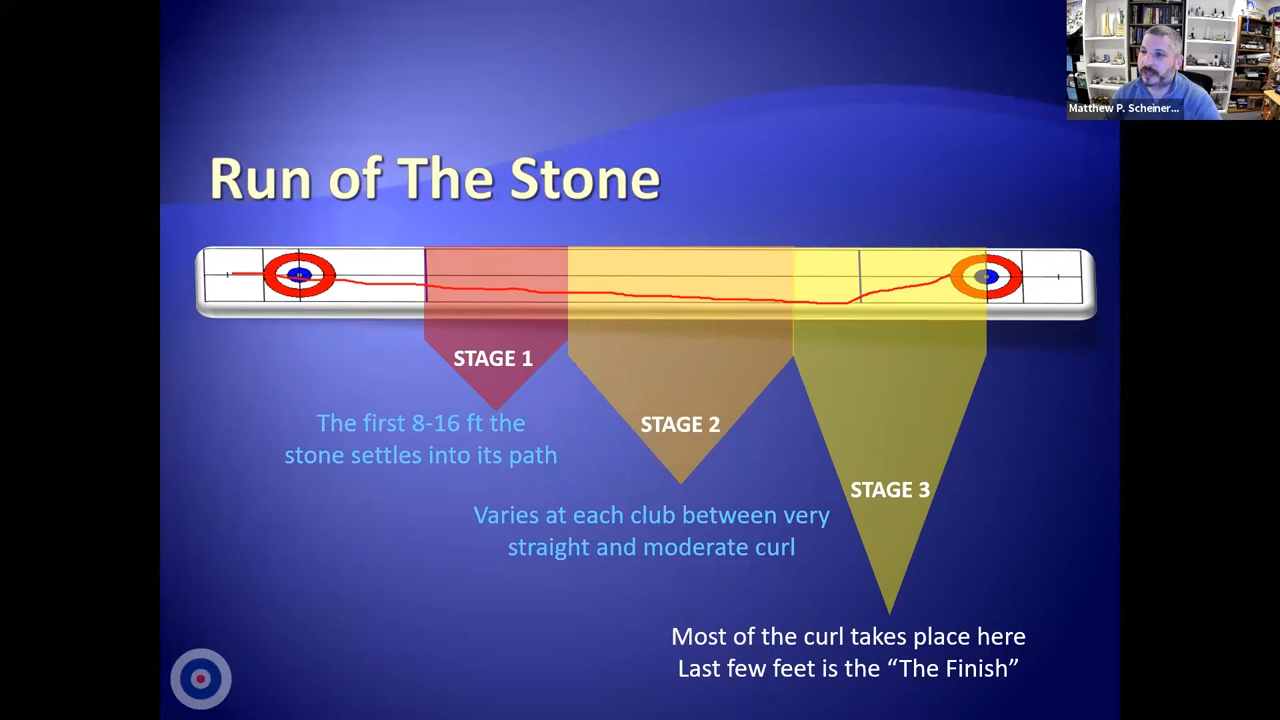 Matthew P. Scheiner...
Run of The Stone
STAGE 1
The first 8-16 ft the
stone settles into its path
STAGE 2
Varies at each club between very
straight and moderate curl
STAGE 3
Most of the curl takes place here
Last few feet is the “The Finish”